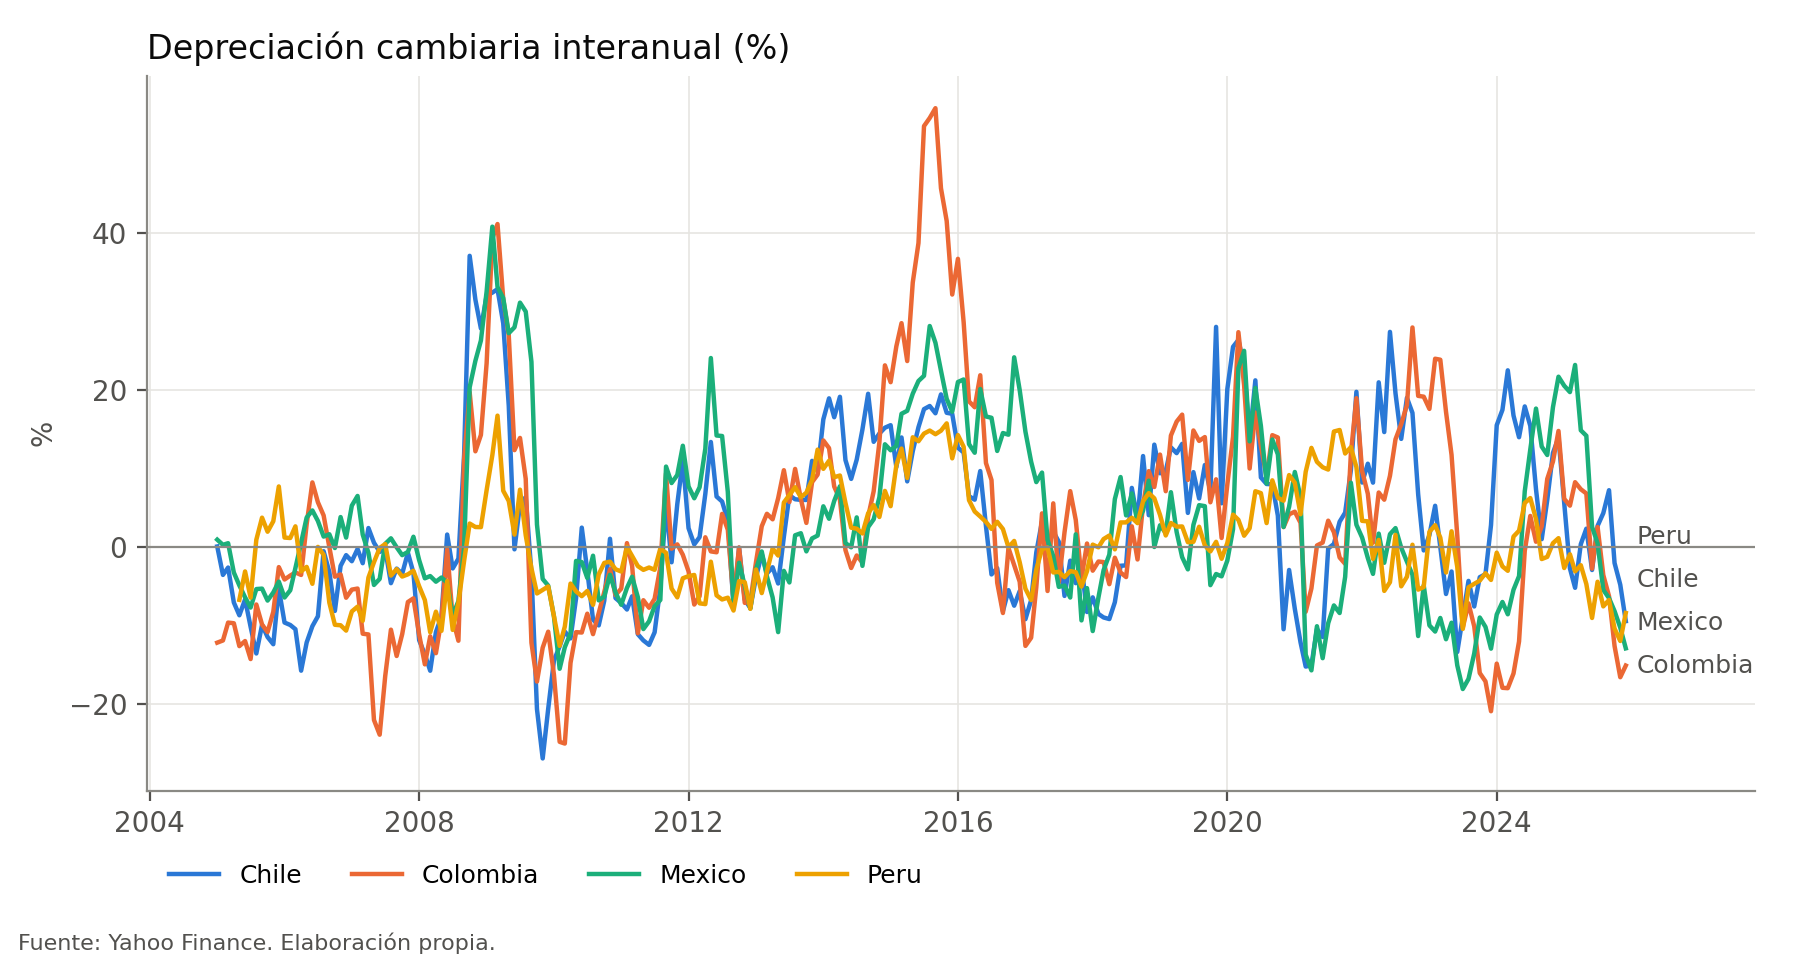 Depreciación cambiaria interanual (%)
%
40
20
0
−20
2004 2008 2012 2016 2020 2024
Peru
Chile
Mexico
Colombia
Chile Colombia Mexico Peru
Fuente: Yahoo Finance. Elaboración propia.